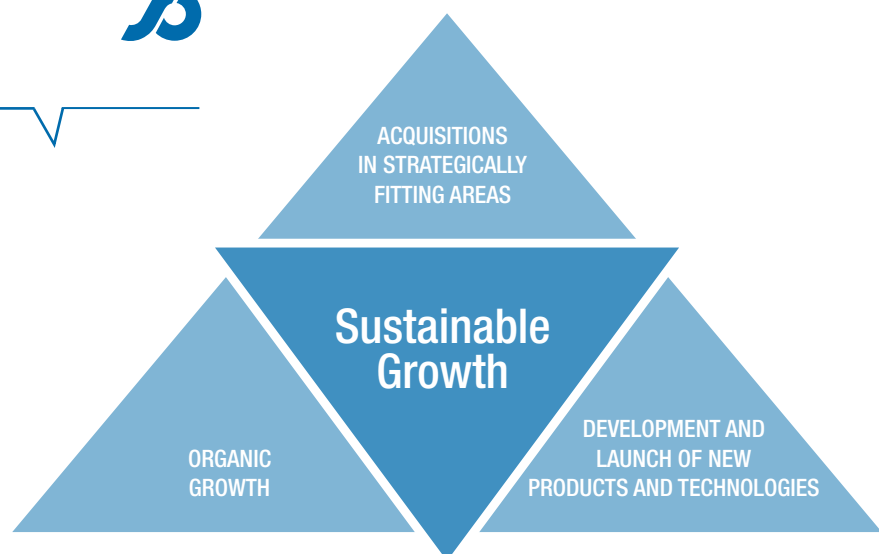 ACQUISITIONS
IN STRATEGICALLY
FITTING AREAS
Sustainable
Growth
ORGANIC
GROWTH
DEVELOPMENT AND
LAUNCH OF NEW
PRODUCTS AND TECHNOLOGIES